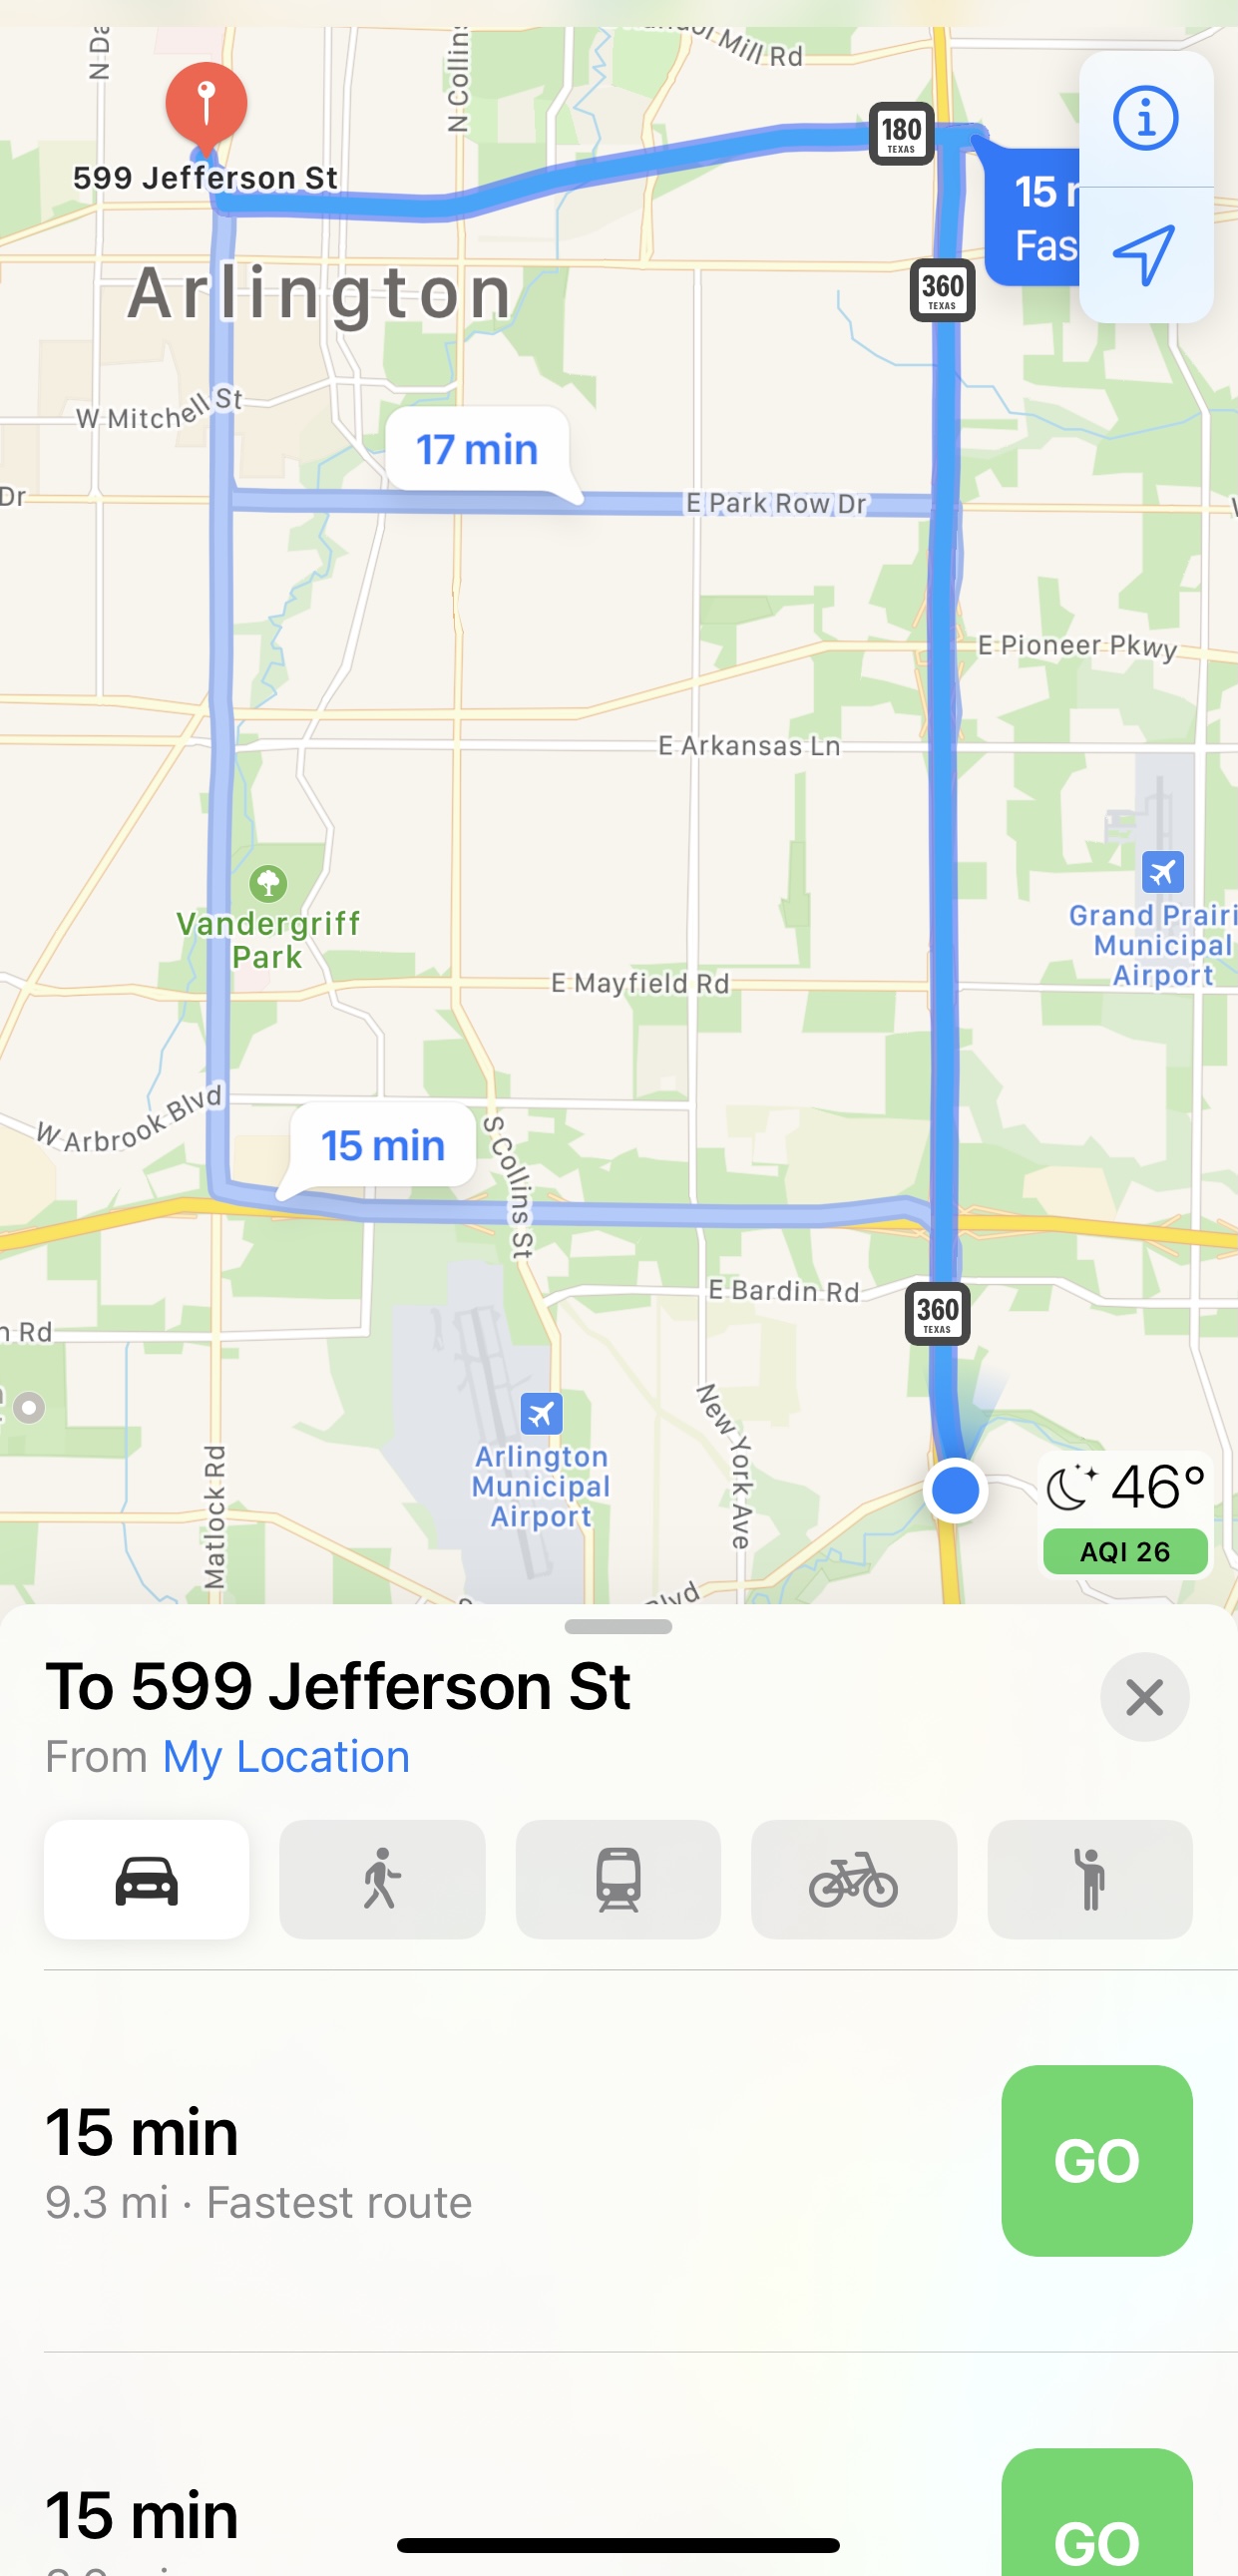 N Collins
Mill Rd
180
TEXAS
599 Jefferson St
15
Arlington
360
TEXAS
W Mitchell St
17 min
Dr
E Park Row Dr
E Pioneer Pkwy
E Arkansas Ln
Vandergriff
Park
Grand Prairi
Municipal
Airport
E Mayfield Rd
W Arbrook Blvd
15 min
S Collins St
E Bardin Rd
360
TEXAS
Rd
New York Ave
Arlington
Municipal
Airport
Matlock Rd
46°
AQI 26
To 599 Jefferson St
From My Location
15 min
9.3 mi · Fastest route
GO
15 min
GO